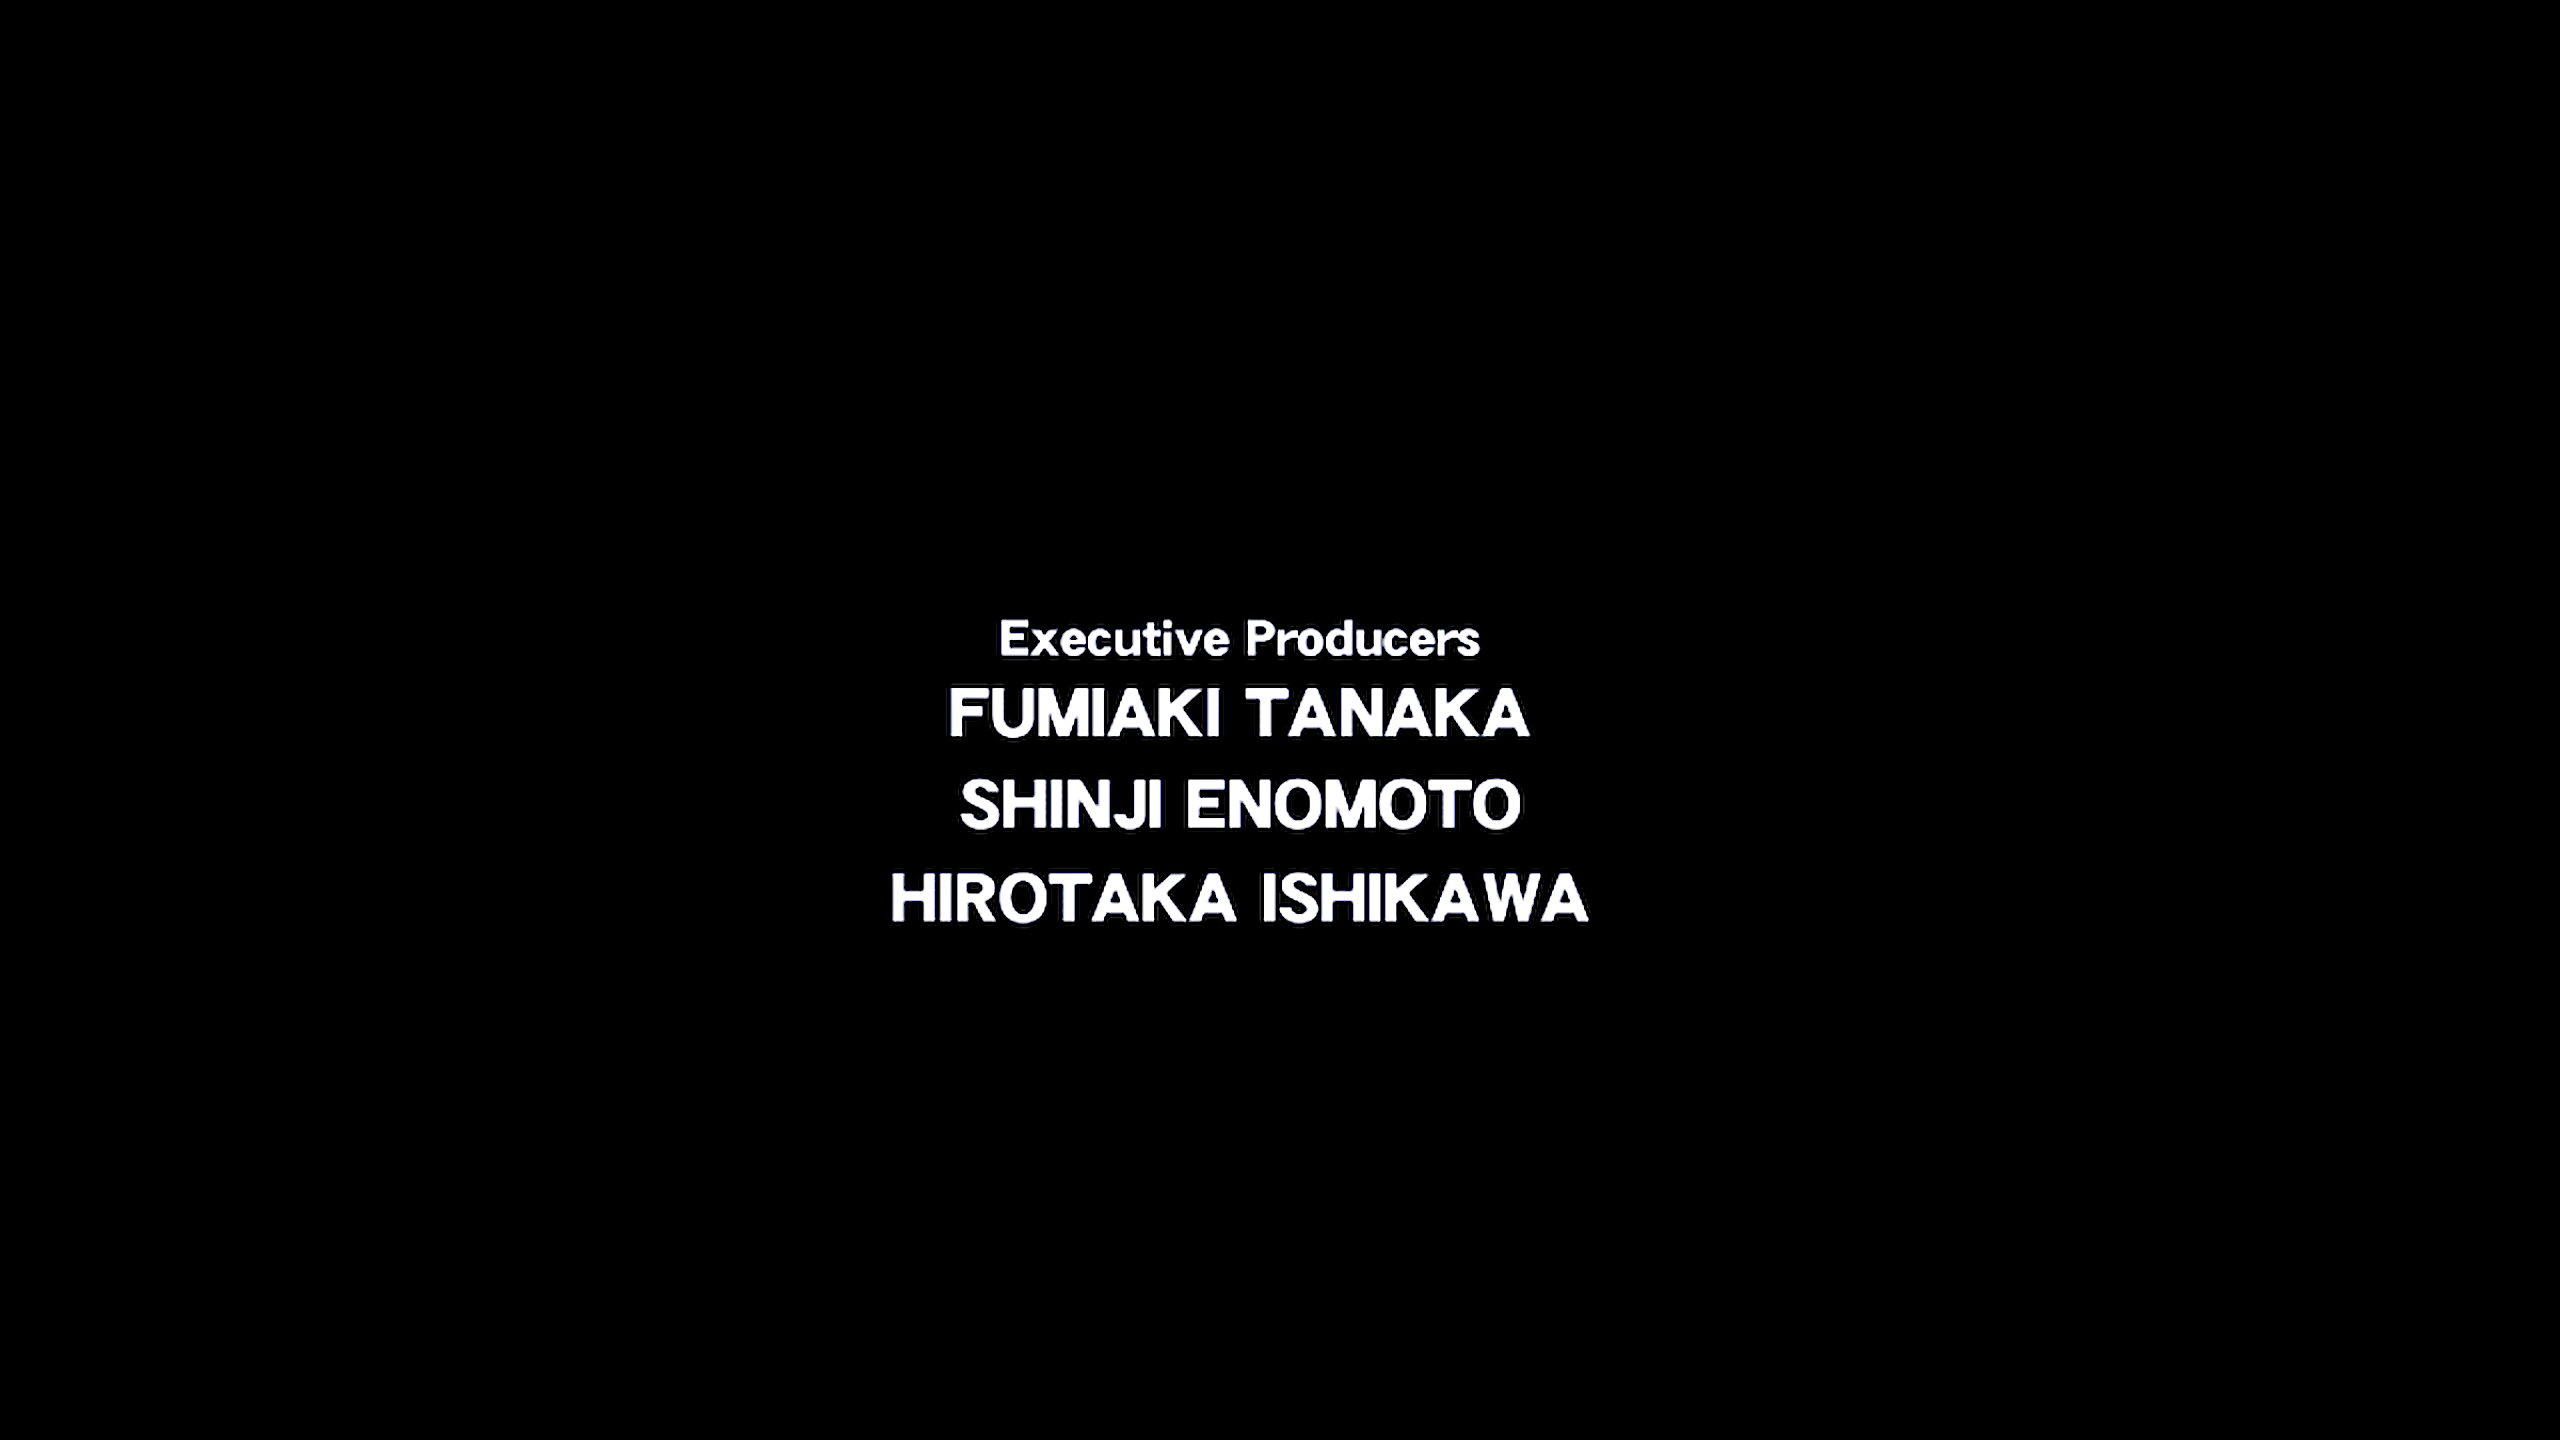 Executive Producers
FUMIAKI TANAKA
SHINJI ENOMOTO
HIROTAKA ISHIKAWA